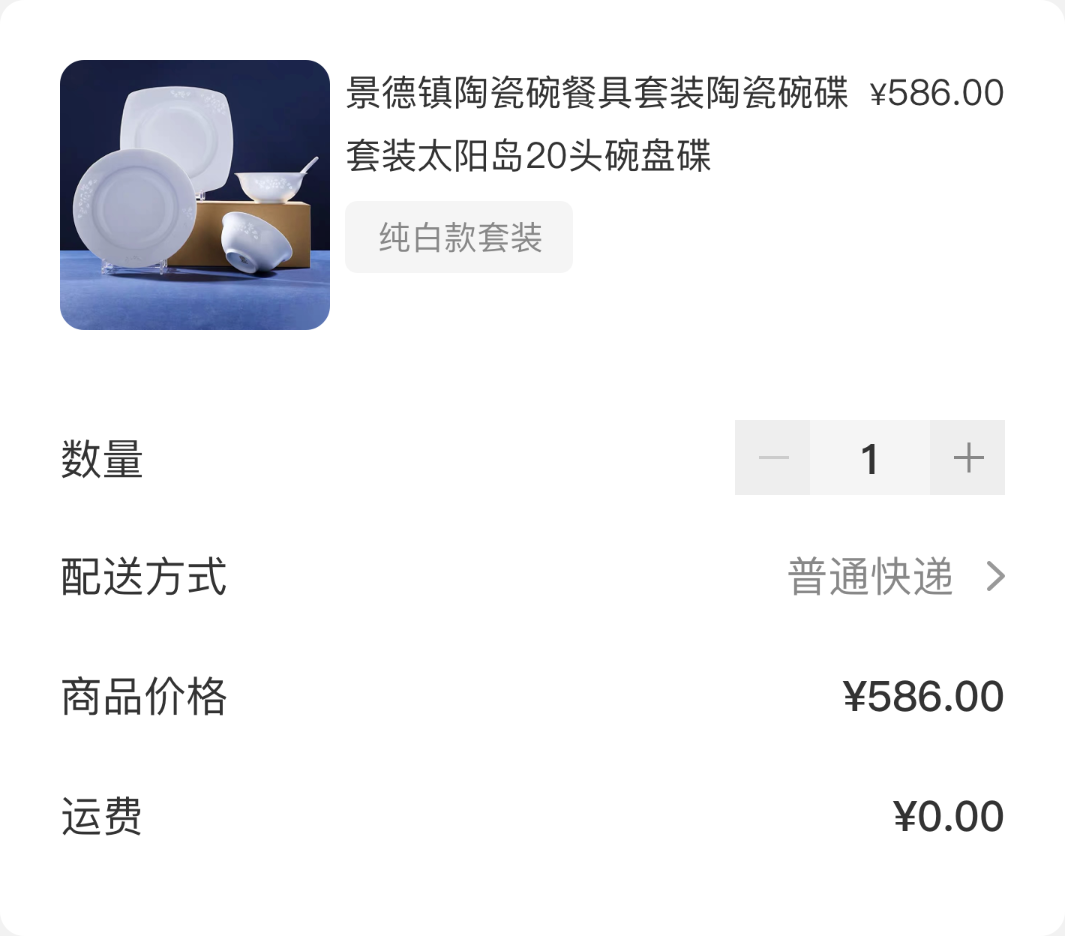 景德镇陶瓷碗餐具套装陶瓷碗碟 ¥586.00
套装太阳岛20头碗盘碟
纯白款套装
数量 1
配送方式 普通快递
商品价格 ¥586.00
运费 ¥0.00